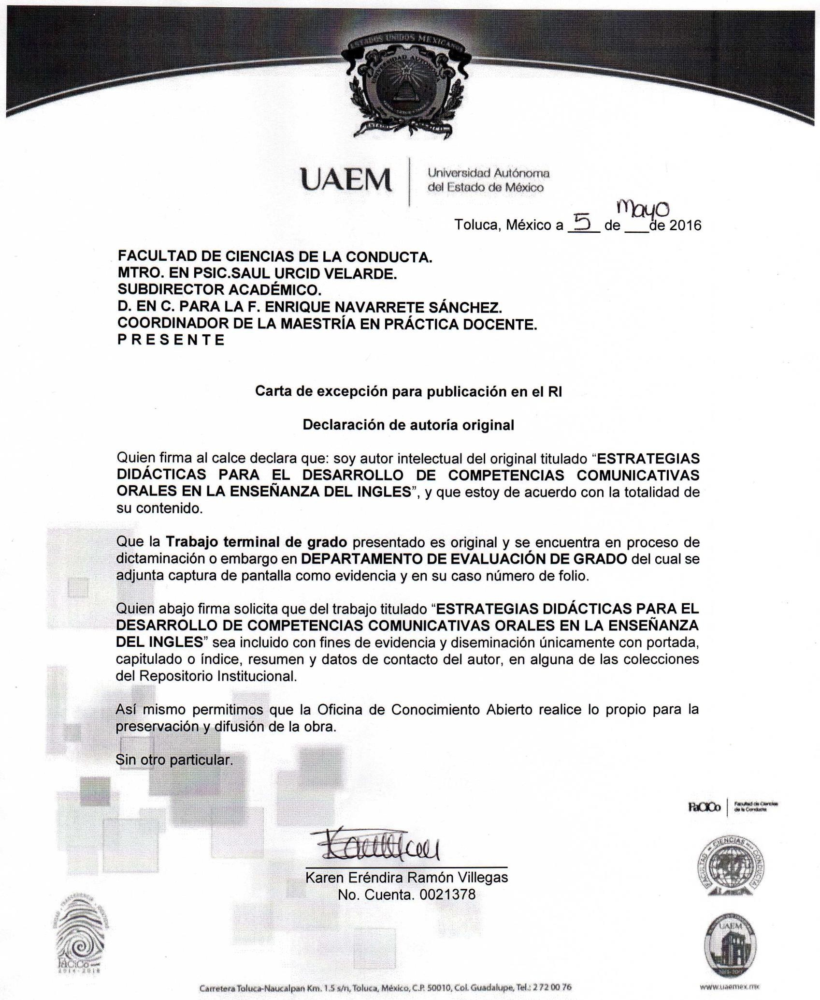 ESTADOS UNIDOS MEXICANOS
UAEM
Universidad Autónoma
del Estado de México
Toluca, México a 5 de Mayo de 2016
FACULTAD DE CIENCIAS DE LA CONDUCTA.
MTRO. EN PSIC.SAUL URCID VELARDE.
SUBDIRECTOR ACADÉMICO.
D. EN C. PARA LA F. ENRIQUE NAVARRETE SÁNCHEZ.
COORDINADOR DE LA MAESTRÍA EN PRÁCTICA DOCENTE.
P R E S E N T E
Carta de excepción para publicación en el RI
Declaración de autoría original
Quien firma al calce declara que: soy autor intelectual del original titulado “ESTRATEGIAS
DIDÁCTICAS PARA EL DESARROLLO DE COMPETENCIAS COMUNICATIVAS
ORALES EN LA ENSEÑANZA DEL INGLES”, y que estoy de acuerdo con la totalidad de
su contenido.
Que la Trabajo terminal de grado presentado es original y se encuentra en proceso de
dictaminación o embargo en DEPARTAMENTO DE EVALUACIÓN DE GRADO del cual se
adjunta captura de pantalla como evidencia y en su caso número de folio.
Quien abajo firma solicita que del trabajo titulado “ESTRATEGIAS DIDÁCTICAS PARA EL
DESARROLLO DE COMPETENCIAS COMUNICATIVAS ORALES EN LA ENSEÑANZA
DEL INGLES” sea incluido con fines de evidencia y diseminación únicamente con portada,
capitulado o índice, resumen y datos de contacto del autor, en alguna de las colecciones
del Repositorio Institucional.
Así mismo permitimos que la Oficina de Conocimiento Abierto realice lo propio para la
preservación y difusión de la obra.
Sin otro particular.
FaCiCo
Facultad de Ciencias
de la Conducta
Karen Eréndira Ramón Villegas
No. Cuenta. 0021378
FACULTAD CIENCIAS DE LA CONDUCTA
UAEM
FaCiCo
2014-2018
Carretera Toluca-Naucalpan Km. 1.5 s/n, Toluca, México, C.P. 50010, Col. Guadalupe, Tel.: 2 72 00 76
www.uaemex.mx